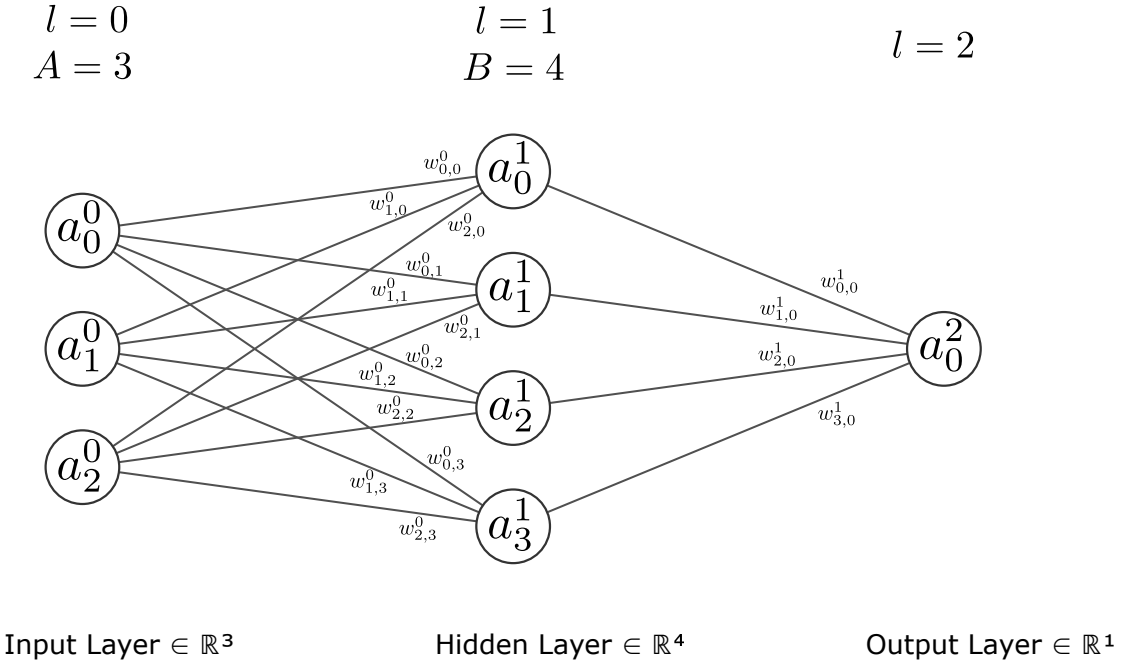 l = 0
A = 3
l = 1
B = 4
l = 2
a_0^0
a_1^0
a_2^0
w_{0,0}^0
w_{1,0}^0
w_{2,0}^0
w_{0,1}^0
w_{1,1}^0
w_{2,1}^0
w_{0,2}^0
w_{1,2}^0
w_{2,2}^0
w_{0,3}^0
w_{1,3}^0
w_{2,3}^0
a_0^1
a_1^1
a_2^1
a_3^1
w_{0,0}^1
w_{1,0}^1
w_{2,0}^1
w_{3,0}^1
a_0^2
Input Layer ∈ ℝ³
Hidden Layer ∈ ℝ⁴
Output Layer ∈ ℝ¹